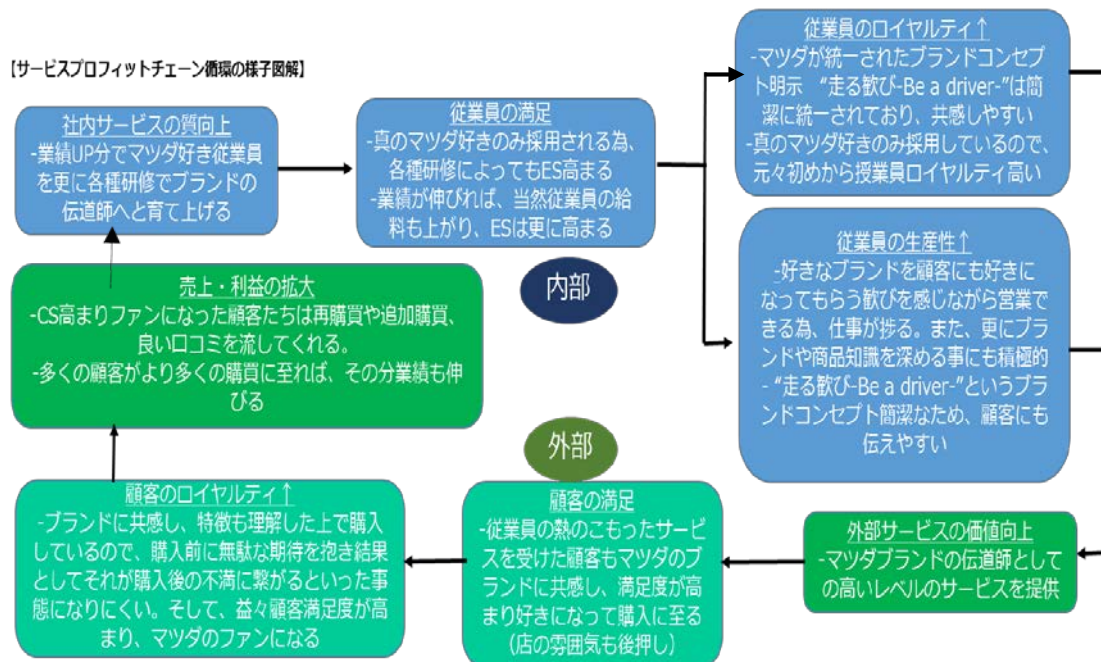 【サービスプロフィットチェーン循環の様子図解】
社内サービスの質向上
-業績UP分でマツダ好き従業員
を更に各種研修でブランドの
伝道師へと育て上げる
従業員の満足
-真のマツダ好きのみ採用される為、
各種研修によってもES高まる
-業績が伸びれば、当然従業員の給
料も上がり、ESは更に高まる
従業員のロイヤルティ↑
-マツダが統一されたブランドコンセプ
ト明示 “走る歓び-Be a driver-”は簡
潔に統一されており、共感しやすい
-真のマツダ好きのみ採用しているので、
元々初めから授業員ロイヤルティ高い
従業員の生産性↑
-好きなブランドを顧客にも好きに
なってもらう歓びを感じながら営業で
きる為、仕事が捗る。また、更にブラ
ンドや商品知識を深める事にも積極的
- “走る歓び-Be a driver-”というブラ
ンドコンセプト簡潔なため、顧客にも
伝えやすい
内部
売上・利益の拡大
-CS高まりファンになった顧客たちは再購買や追加購買、
良い口コミを流してくれる。
-多くの顧客がより多くの購買に至れば、その分業績も伸
びる
外部
顧客のロイヤルティ↑
-ブランドに共感し、特徴も理解した上で購入
しているので、購入前に無駄な期待を抱き結果
としてそれが購入後の不満に繋がるといった事
態になりにくい。そして、益々顧客満足度が高
まり、マツダのファンになる
顧客の満足
-従業員の熱のこもったサービ
スを受けた顧客もマツダのブ
ランドに共感し、満足度が高
まり好きになって購入に至る
(店の雰囲気も後押し)
外部サービスの価値向上
-マツダブランドの伝道師として
の高いレベルのサービスを提供